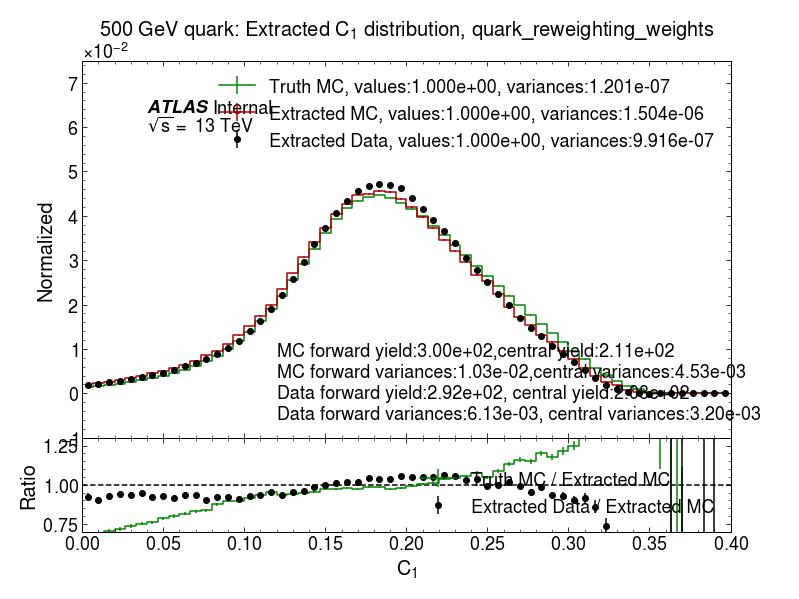 500 GeV quark: Extracted C₁ distribution, quark_reweighting_weights
×10⁻²
Truth MC, values:1.000e+00, variances:1.201e-07
ATLAS Internal
Extracted MC, values:1.000e+00, variances:1.504e-06
√s = 13 TeV
Extracted Data, values:1.000e+00, variances:9.916e-07
7
6
5
4
3
2
1
0
Normalized
MC forward yield:3.00e+02,central yield:2.11e+02
MC forward variances:1.03e-02,central variances:4.53e-03
Data forward yield:2.92e+02, central yield:
Data forward variances:6.13e-03, central variances:3.20e-03
1.25
1.00
0.75
Ratio
Truth MC / Extracted MC
Extracted Data / Extracted MC
0.00 0.05 0.10 0.15 0.20 0.25 0.30 0.35 0.40
C₁